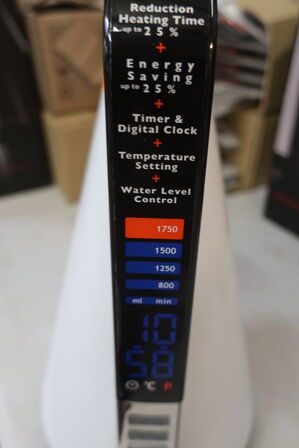 Reduction
Heating Time
up to 25%
+
Energy
Saving
up to 25%
+
Timer &
Digital Clock
+
Temperature
Setting
+
Water Level
Control
1750
1500
1250
800
ml min
10
58
°C P